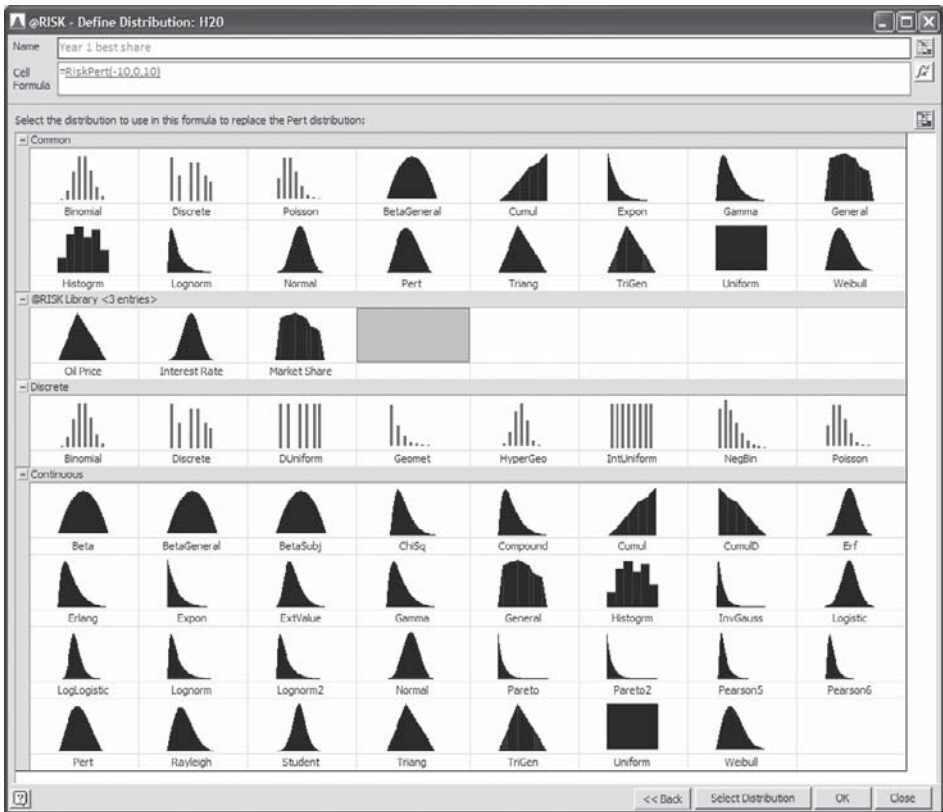 @RISK - Define Distribution: H20
Name Year 1 best share
Cell Formula =RiskPert(-10,0,10)
Select the distribution to use in this formula to replace the Pert distribution:
Common
Binomial Discrete Poisson BetaGeneral Cumul Expon Gamma General
Histogrm Lognorm Normal Pert Triang TriGen Uniform Weibull
@RISK Library <3 entries>
Oil Price Interest Rate Market Share
Discrete
Binomial Discrete DUniform Geomet HyperGeo IntUniform NegBin Poisson
Continuous
Beta BetaGeneral BetaSubj ChiSq Compound Cumul CumulD Erf
Erlang Expon ExtValue Gamma General Histogrm InvGauss Logistic
LogLogistic Lognorm Lognorm2 Normal Pareto Pareto2 Pearson5 Pearson6
Pert Rayleigh Student Triang TriGen Uniform Weibull
<< Back Select Distribution OK Close